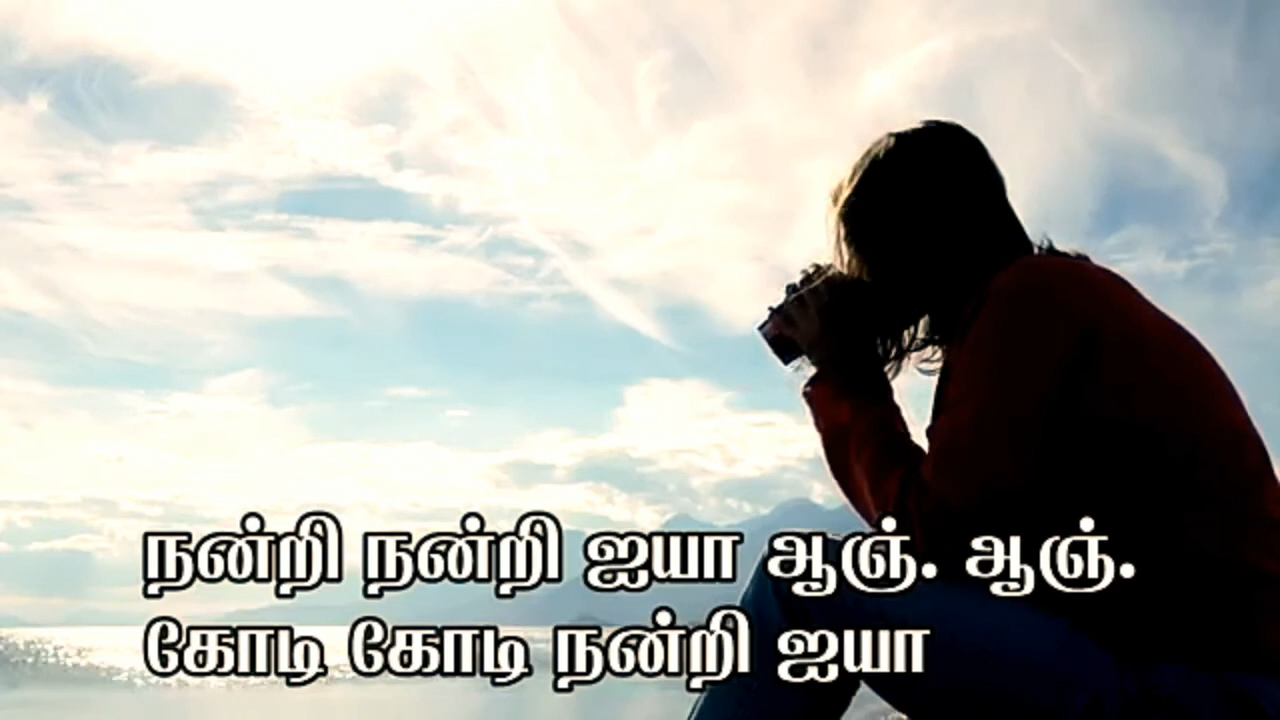 நன்றி நன்றி ஐயா ஆஞ். ஆஞ்.
கோடி கோடி நன்றி ஐயா